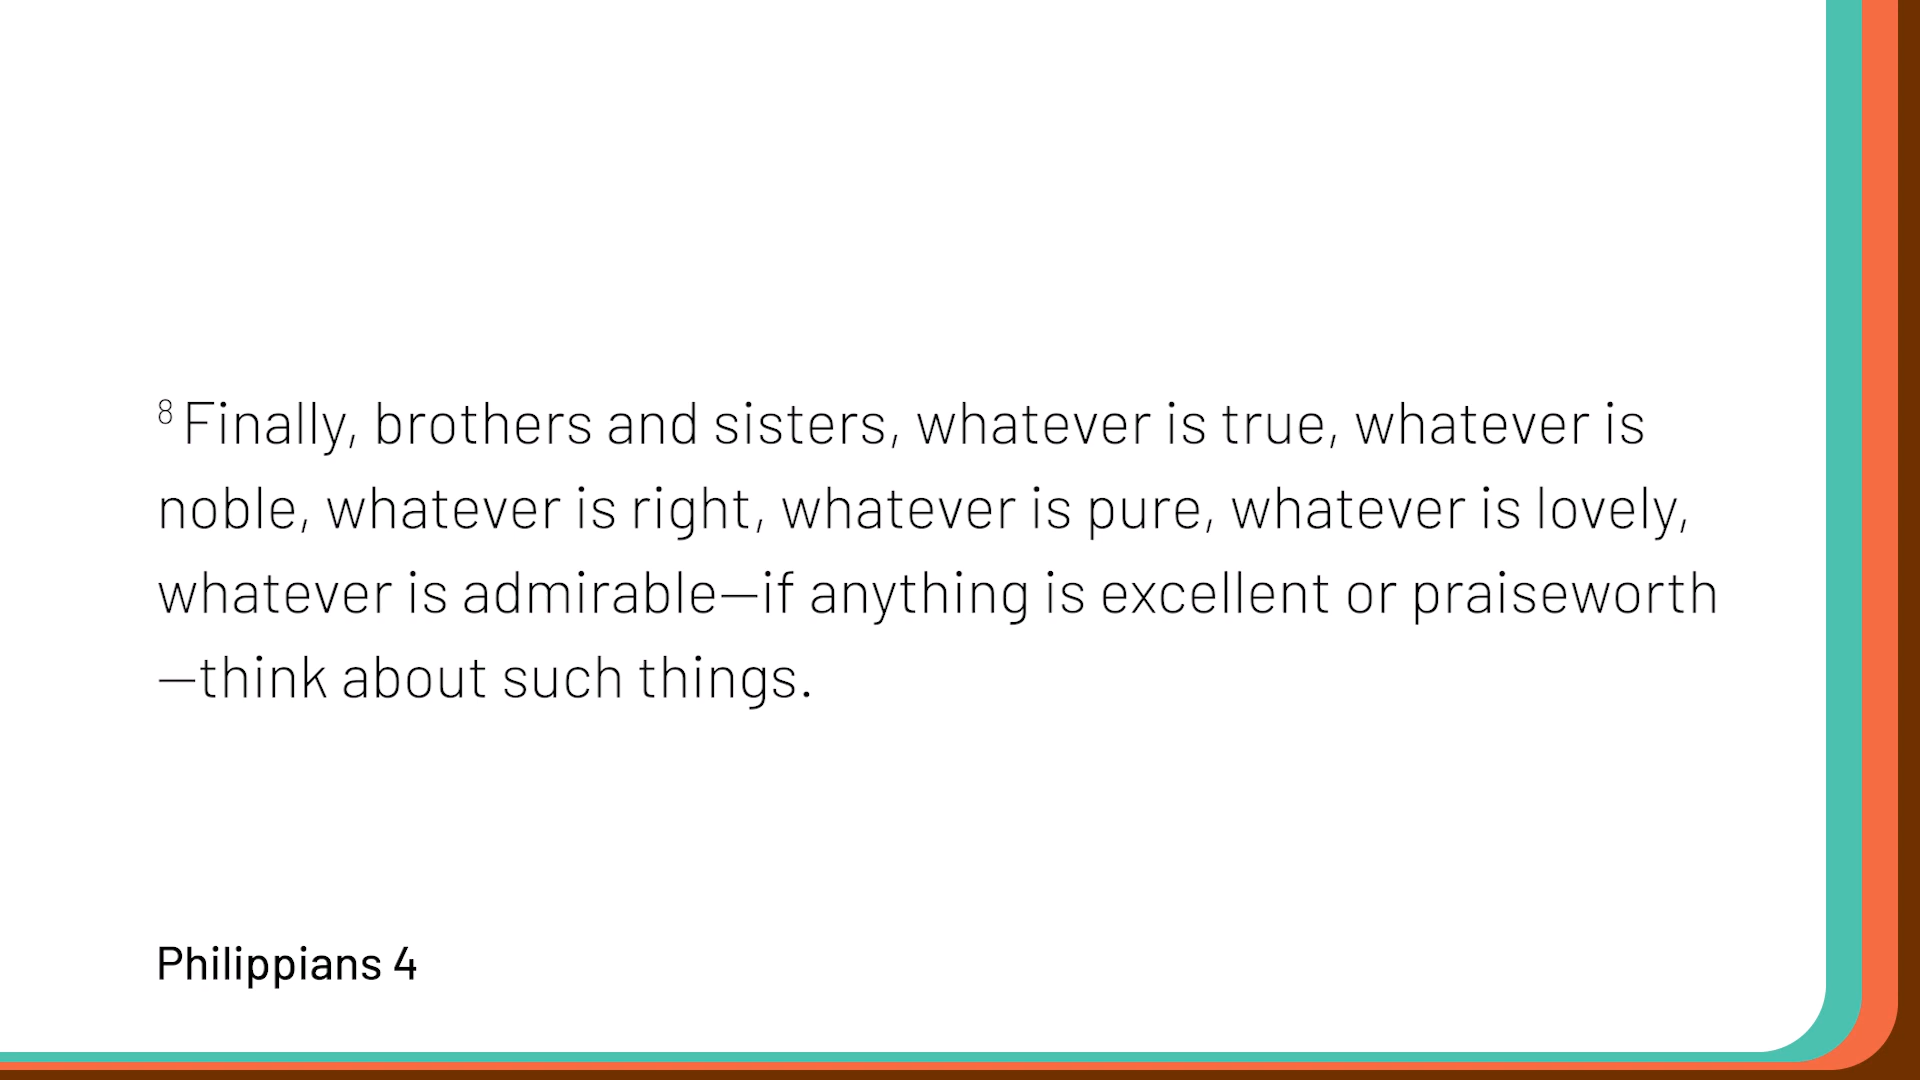 ⁸ Finally, brothers and sisters, whatever is true, whatever is
noble, whatever is right, whatever is pure, whatever is lovely,
whatever is admirable—if anything is excellent or praiseworth
—think about such things.
Philippians 4